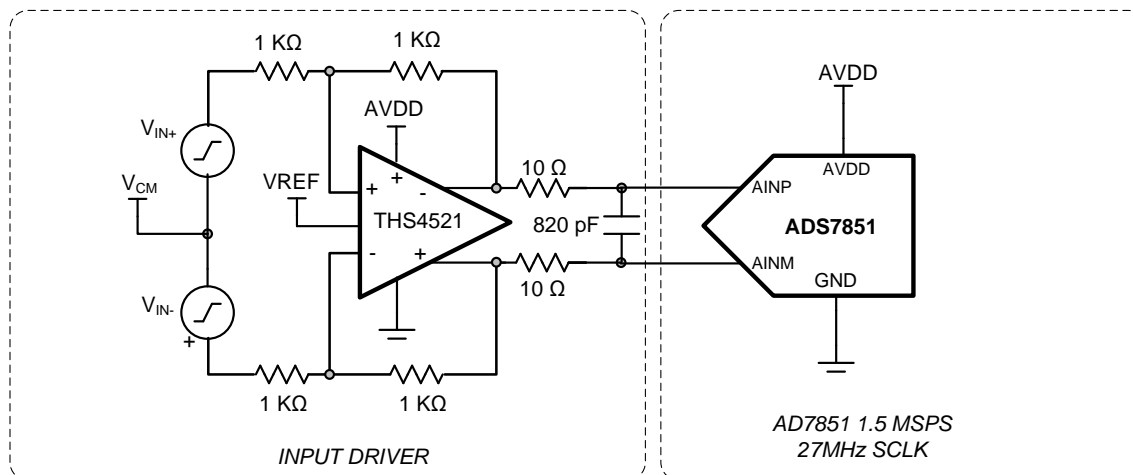 1 KΩ
1 KΩ
V_IN+
AVDD
AVDD
V_CM
VREF
+
+
-
THS4521
-
+
10 Ω
820 pF
10 Ω
AVDD
AINP
ADS7851
AINM
GND
V_IN-
+
1 KΩ
1 KΩ
INPUT DRIVER
AD7851 1.5 MSPS
27MHz SCLK